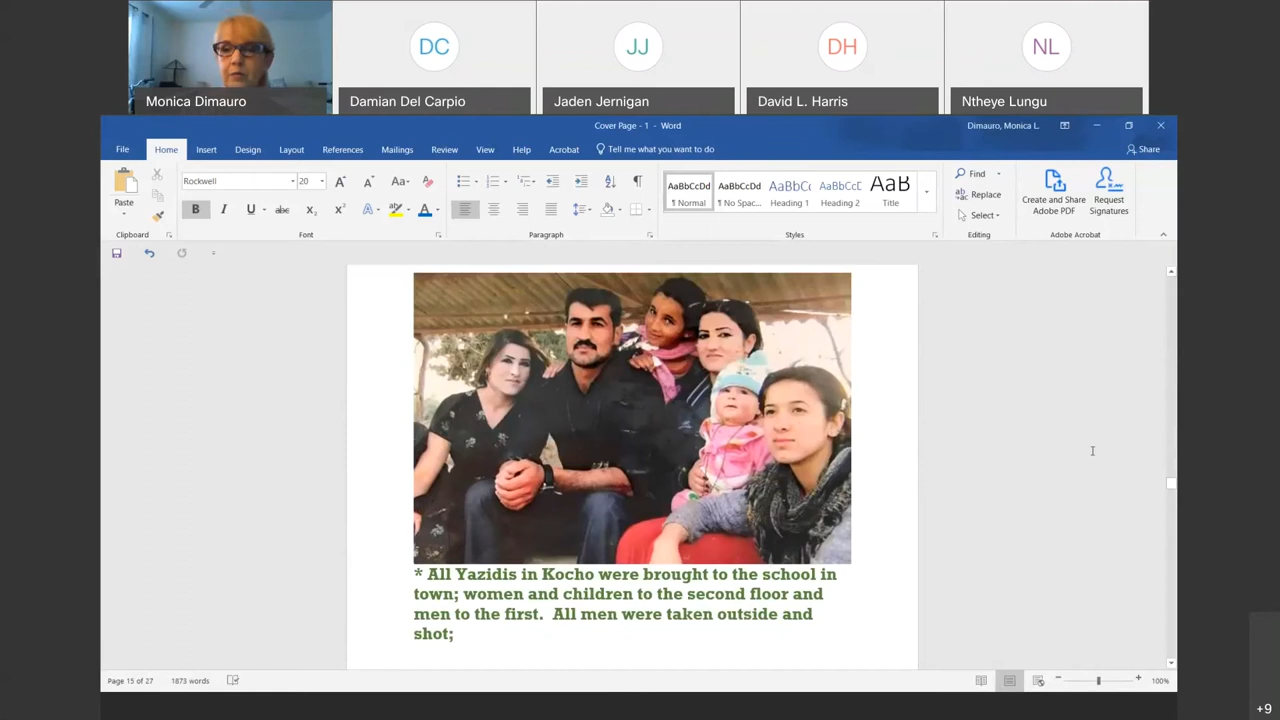 DC
JJ
DH
NL
Monica Dimauro
Damian Del Carpio
Jaden Jernigan
David L. Harris
Ntheye Lungu
Cover Page - 1 - Word
Dimauro, Monica L.
File Home Insert Design Layout References Mailings Review View Help Acrobat Tell me what you want to do Share
Paste
Clipboard
Rockwell 20
Font
Paragraph
AaBbCcDd AaBbCcDd AaBbCc AaBbCcD AaB
¶ Normal ¶ No Spac... Heading 1 Heading 2 Title
Styles
Find
Replace
Select
Editing
Create and Share
Adobe PDF
Request
Signatures
Adobe Acrobat
* All Yazidis in Kocho were brought to the school in
town; women and children to the second floor and
men to the first.  All men were taken outside and
shot;
Page 15 of 27 1873 words
100%
+9